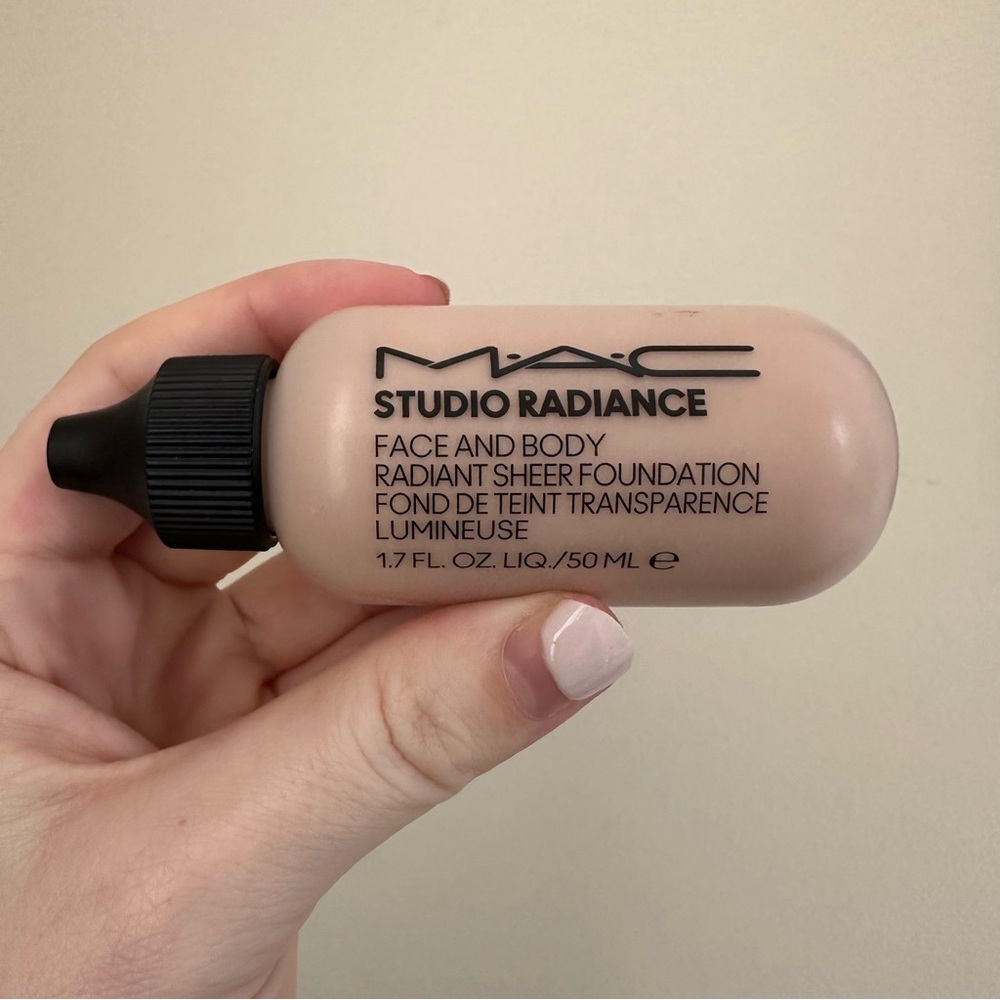 M·A·C
STUDIO RADIANCE
FACE AND BODY
RADIANT SHEER FOUNDATION
FOND DE TEINT TRANSPARENCE
LUMINEUSE
1.7 FL. OZ. LIQ./50 ML ℮